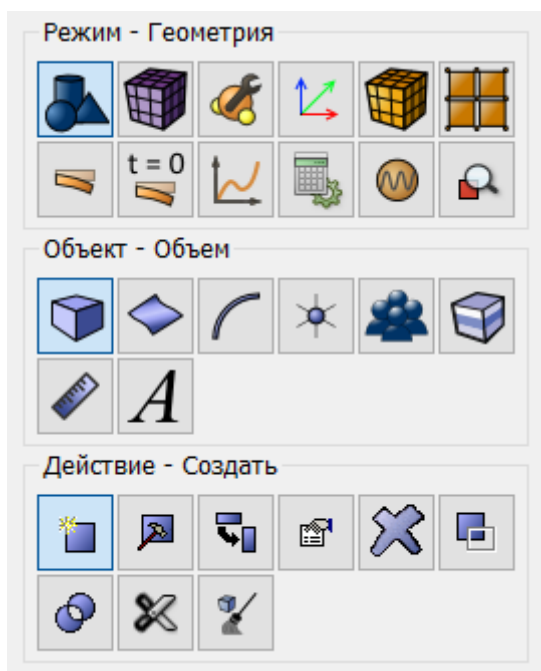 Режим - Геометрия
t = 0
Объект - Объем
A
Действие - Создать